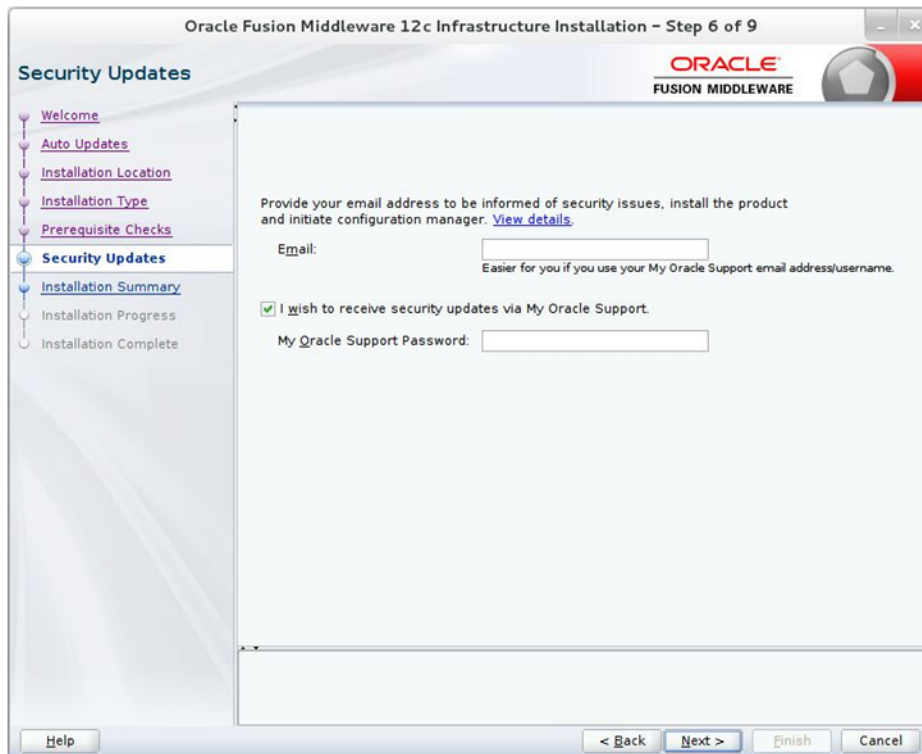 Oracle Fusion Middleware 12c Infrastructure Installation - Step 6 of 9
Security Updates
ORACLE
FUSION MIDDLEWARE
Welcome
Auto Updates
Installation Location
Installation Type
Prerequisite Checks
Security Updates
Installation Summary
Installation Progress
Installation Complete
Provide your email address to be informed of security issues, install the product
and initiate configuration manager. View details.
Email:
Easier for you if you use your My Oracle Support email address/username.
I wish to receive security updates via My Oracle Support.
My Oracle Support Password:
Help
< Back
Next >
Finish
Cancel